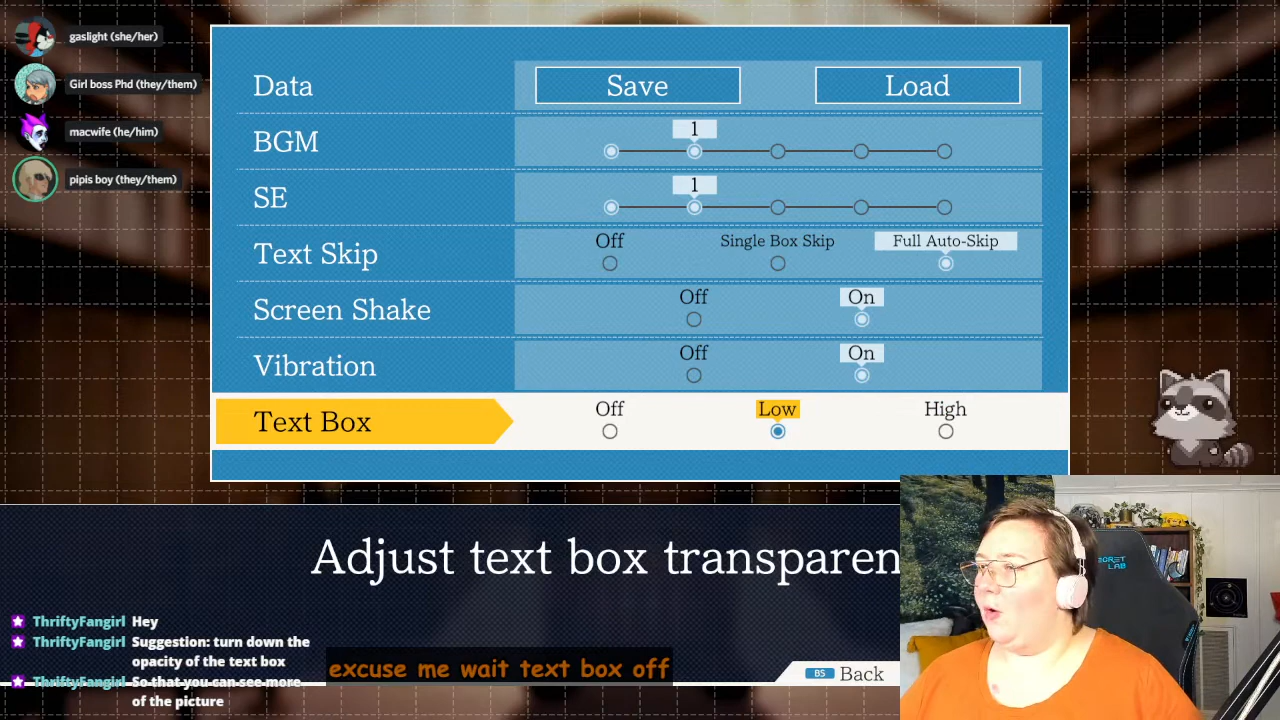 gaslight (she/her)
Girl boss Phd (they/them)
macwife (he/him)
pipis boy (they/them)
Data
Save
Load
BGM
1
SE
1
Text Skip
Off
Single Box Skip
Full Auto-Skip
Screen Shake
Off
On
Vibration
Off
On
Text Box
Off
Low
High
Adjust text box transparen
ThriftyFangirl Hey
ThriftyFangirl Suggestion: turn down the
opacity of the text box
ThriftyFangirl So that you can see more
of the picture
excuse me wait text box off
BS Back
SECRET
LAB